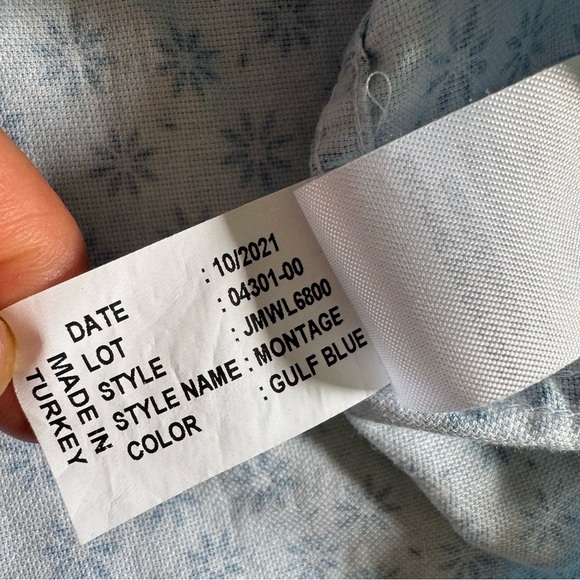 DATE : 10/2021
LOT : 04301-00
STYLE : JMWL6800
STYLE NAME : MONTAGE
COLOR : GULF BLUE
MADE IN
TURKEY